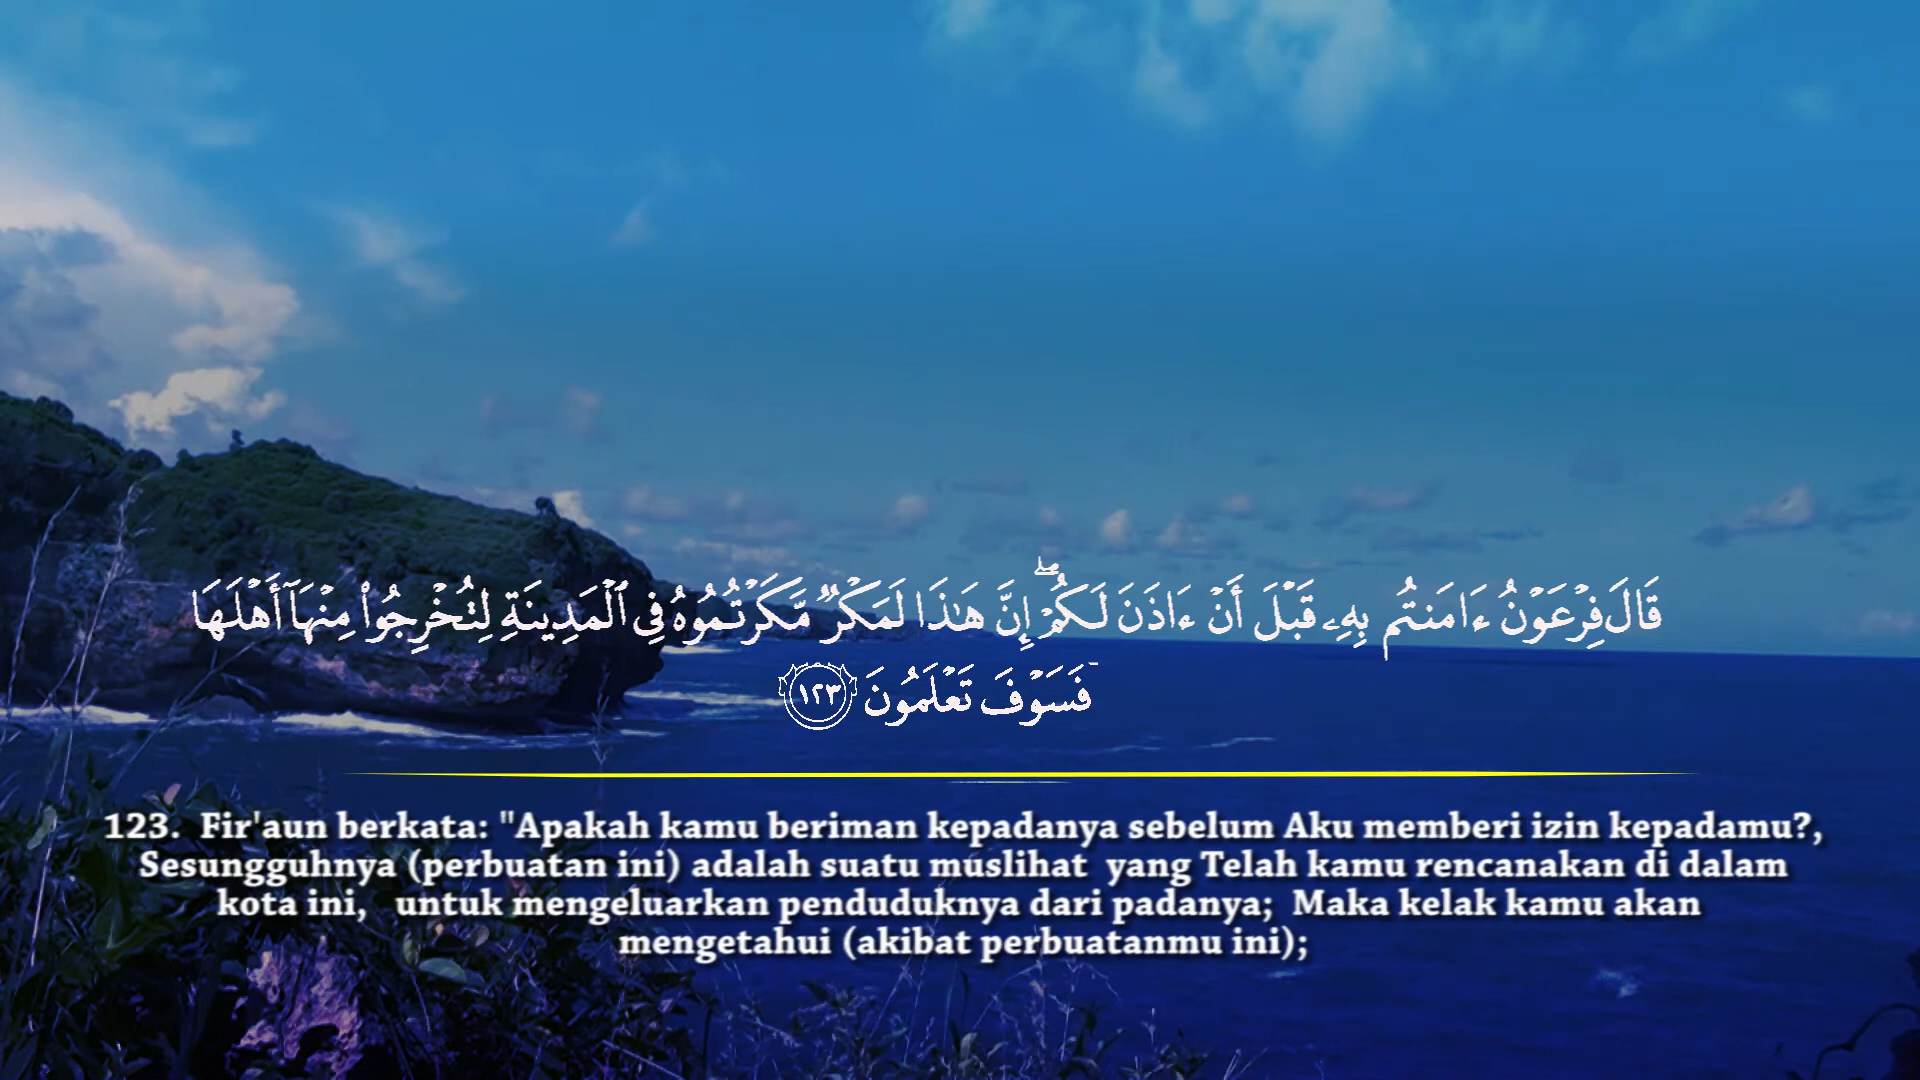 قَالَ فِرْعَوْنُ ءَامَنتُم بِهِۦ قَبْلَ أَنْ ءَاذَنَ لَكُمْ ۖ إِنَّ هَٰذَا لَمَكْرٌ مَّكَرْتُمُوهُ فِى ٱلْمَدِينَةِ لِتُخْرِجُوا۟ مِنْهَآ أَهْلَهَا
فَسَوْفَ تَعْلَمُونَ ١٢٣
123. Fir'aun berkata: "Apakah kamu beriman kepadanya sebelum Aku memberi izin kepadamu?,
Sesungguhnya (perbuatan ini) adalah suatu muslihat yang Telah kamu rencanakan di dalam
kota ini, untuk mengeluarkan penduduknya dari padanya; Maka kelak kamu akan
mengetahui (akibat perbuatanmu ini);